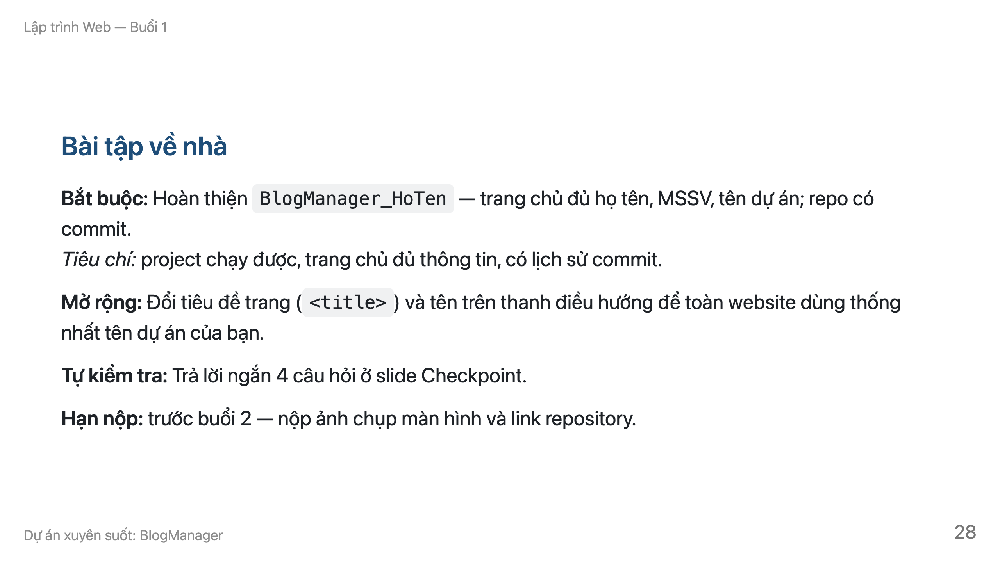 Lập trình Web — Buổi 1
Bài tập về nhà
Bắt buộc: Hoàn thiện BlogManager_HoTen — trang chủ đủ họ tên, MSSV, tên dự án; repo có
commit.
Tiêu chí: project chạy được, trang chủ đủ thông tin, có lịch sử commit.
Mở rộng: Đổi tiêu đề trang (<title>) và tên trên thanh điều hướng để toàn website dùng thống
nhất tên dự án của bạn.
Tự kiểm tra: Trả lời ngắn 4 câu hỏi ở slide Checkpoint.
Hạn nộp: trước buổi 2 — nộp ảnh chụp màn hình và link repository.
Dự án xuyên suốt: BlogManager
28